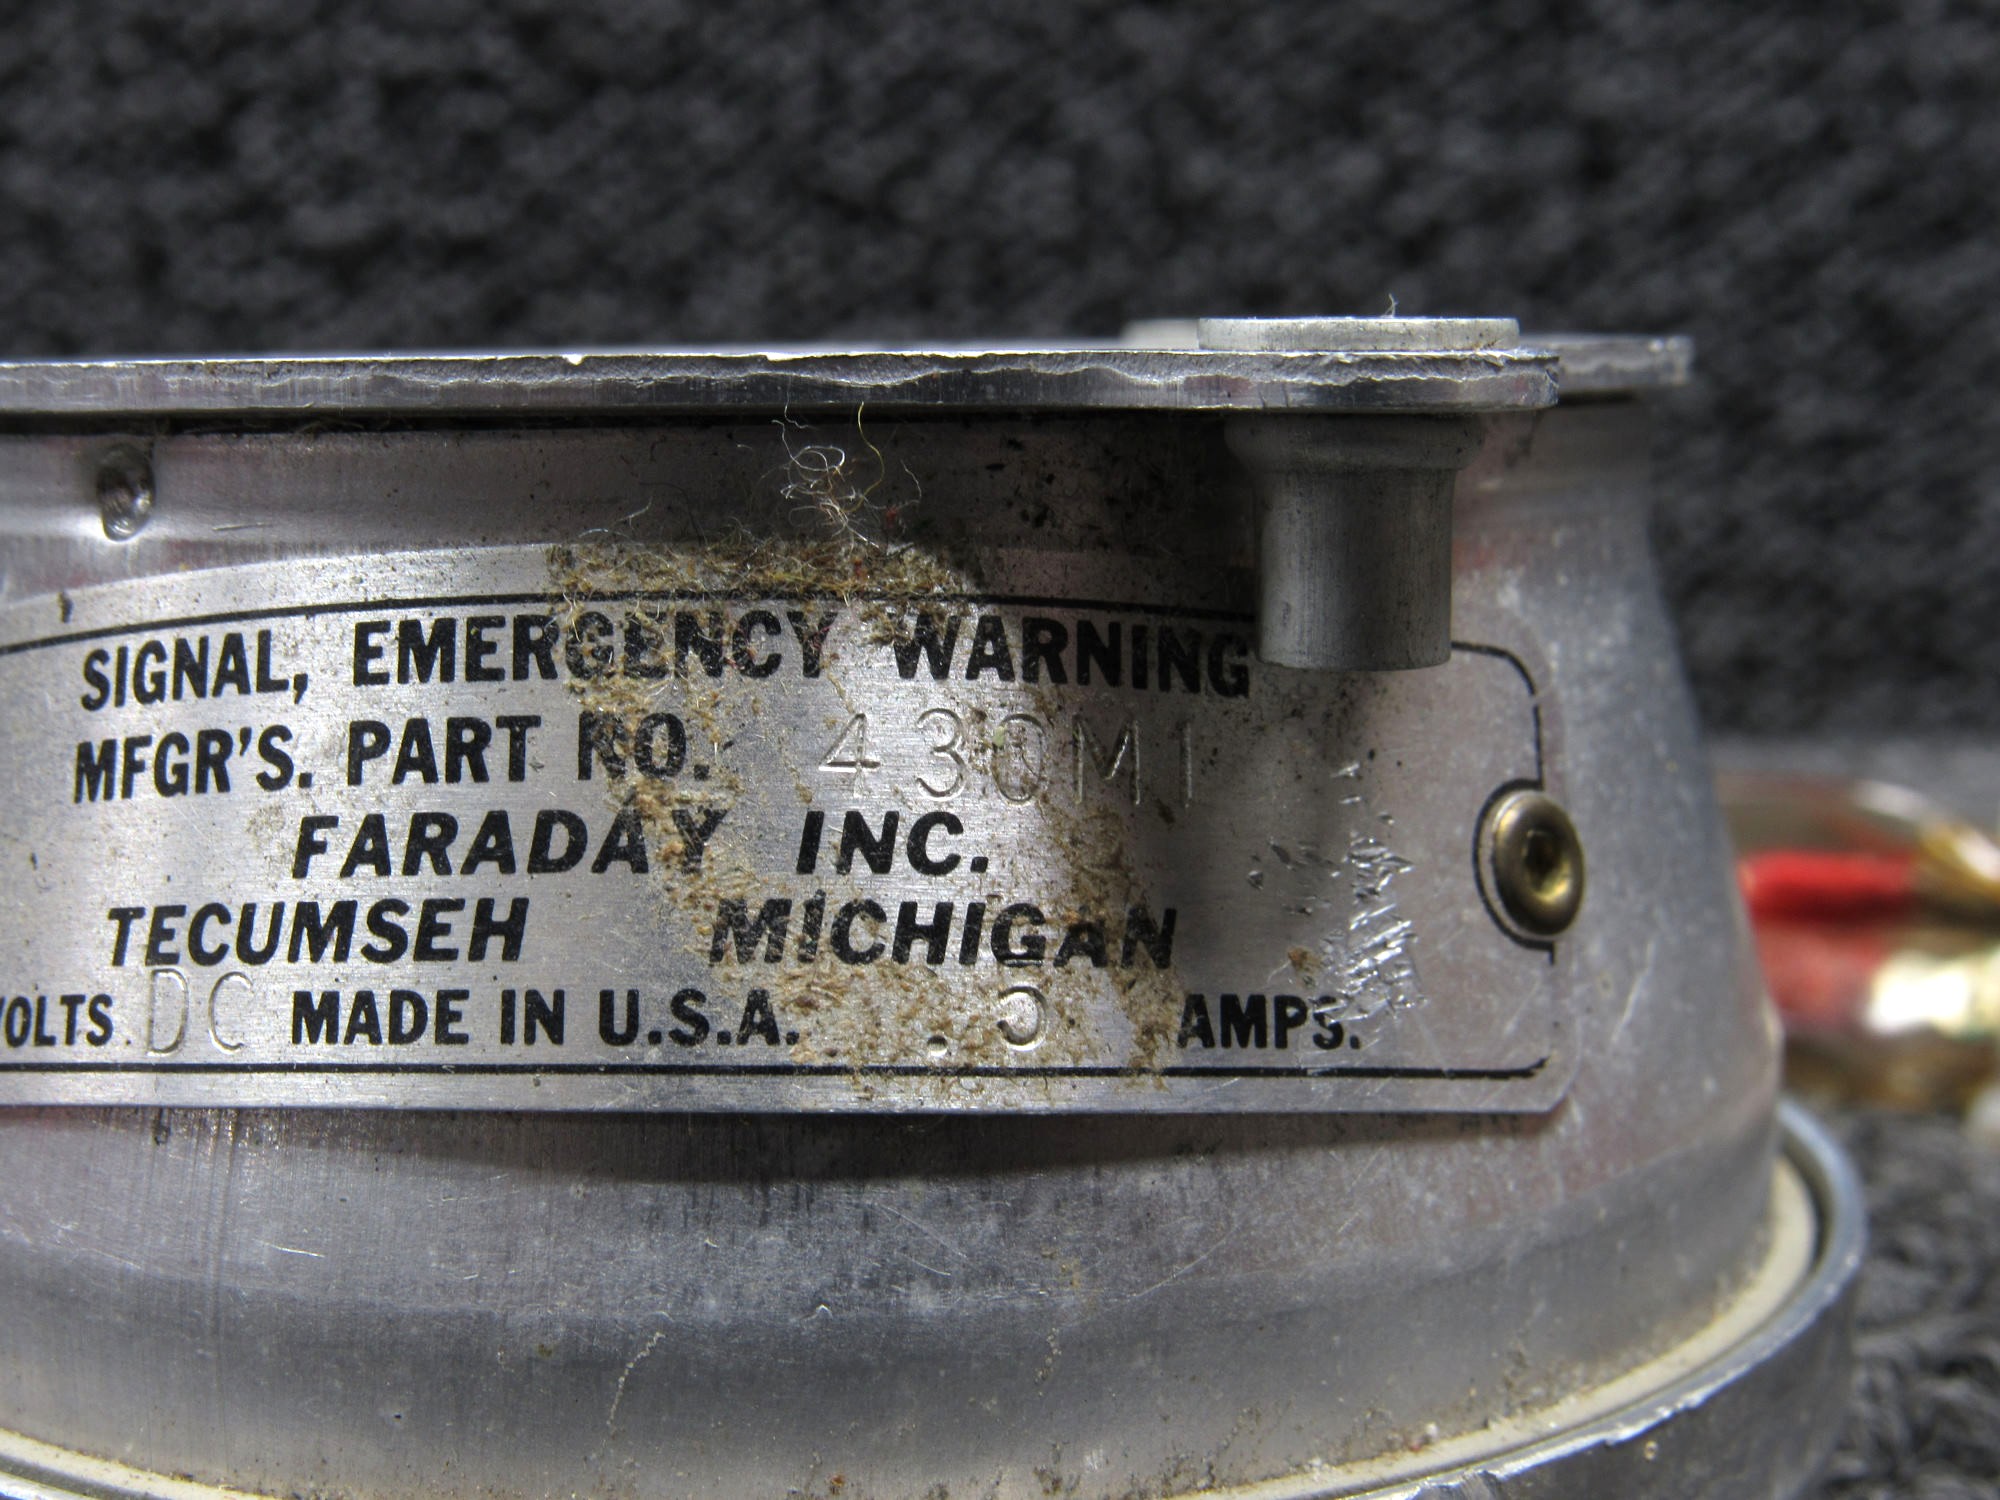 SIGNAL, EMERGENCY WARNING
MFGR'S. PART NO. 430M1
FARADAY INC.
TECUMSEH MICHIGAN
VOLTS DC MADE IN U.S.A. AMPS.